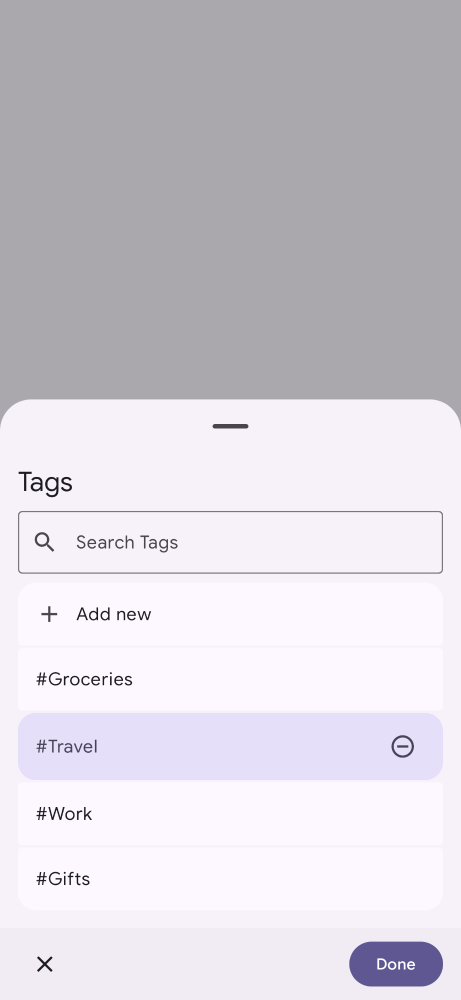 Tags
Search Tags
Add new
#Groceries
#Travel
#Work
#Gifts
Done